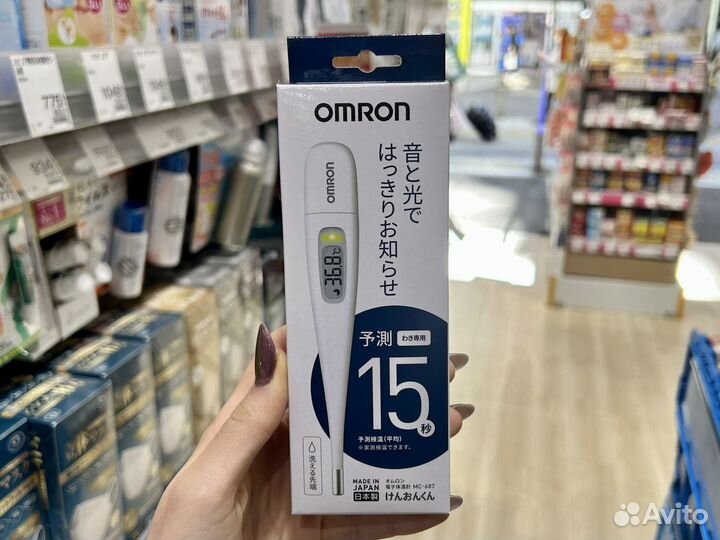 OMRON
音と光で
はっきりお知らせ
OMRON
36.8℃
予測
わき専用
15秒
予測検温(平均)
※実測検温できます。
洗える先端
MADE IN
JAPAN
日本製
オムロン
電子体温計 MC-687
けんおんくん
775
Avito